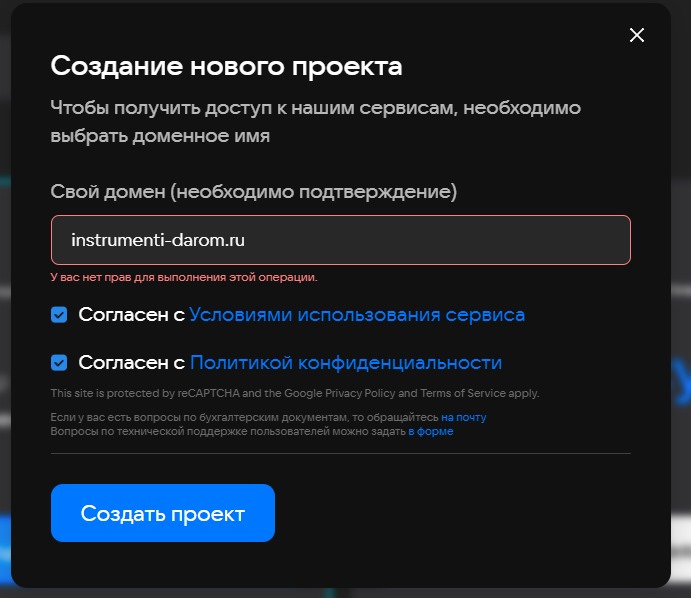 Создание нового проекта
Чтобы получить доступ к нашим сервисам, необходимо
выбрать доменное имя
Свой домен (необходимо подтверждение)
instrumenti-darom.ru
У вас нет прав для выполнения этой операции.
Согласен с Условиями использования сервиса
Согласен с Политикой конфиденциальности
This site is protected by reCAPTCHA and the Google Privacy Policy and Terms of Service apply.
Если у вас есть вопросы по бухгалтерским документам, то обращайтесь на почту
Вопросы по технической поддержке пользователей можно задать в форме
Создать проект